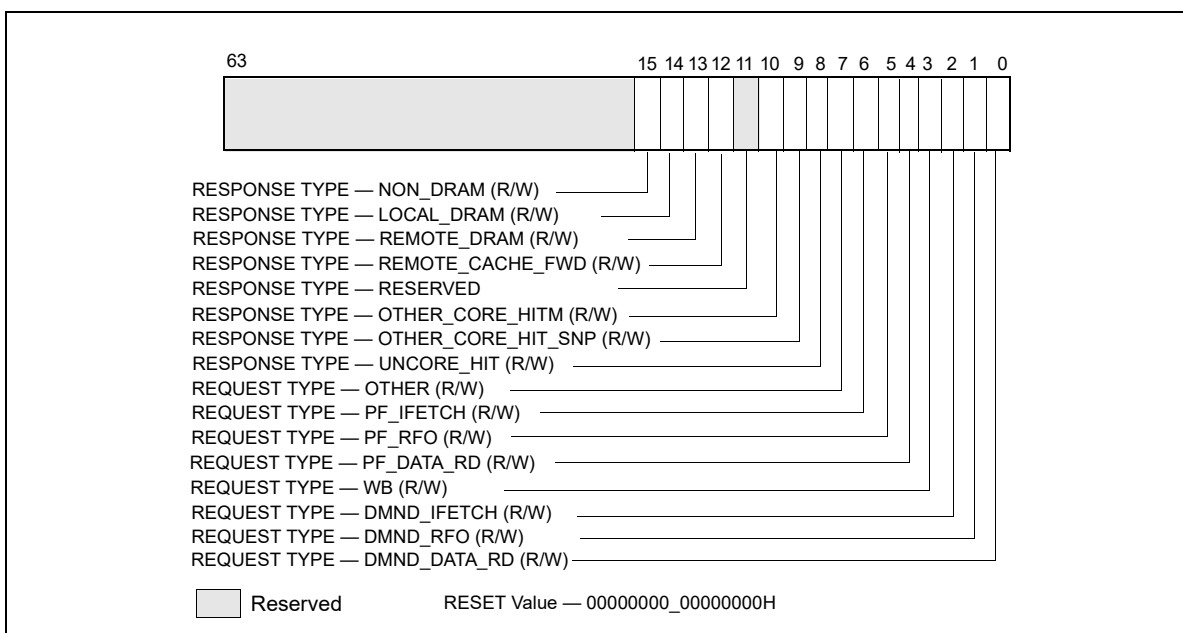 63 15 14 13 12 11 10 9 8 7 6 5 4 3 2 1 0
RESPONSE TYPE — NON_DRAM (R/W)
RESPONSE TYPE — LOCAL_DRAM (R/W)
RESPONSE TYPE — REMOTE_DRAM (R/W)
RESPONSE TYPE — REMOTE_CACHE_FWD (R/W)
RESPONSE TYPE — RESERVED
RESPONSE TYPE — OTHER_CORE_HITM (R/W)
RESPONSE TYPE — OTHER_CORE_HIT_SNP (R/W)
RESPONSE TYPE — UNCORE_HIT (R/W)
REQUEST TYPE — OTHER (R/W)
REQUEST TYPE — PF_IFETCH (R/W)
REQUEST TYPE — PF_RFO (R/W)
REQUEST TYPE — PF_DATA_RD (R/W)
REQUEST TYPE — WB (R/W)
REQUEST TYPE — DMND_IFETCH (R/W)
REQUEST TYPE — DMND_RFO (R/W)
REQUEST TYPE — DMND_DATA_RD (R/W)
Reserved RESET Value — 00000000_00000000H